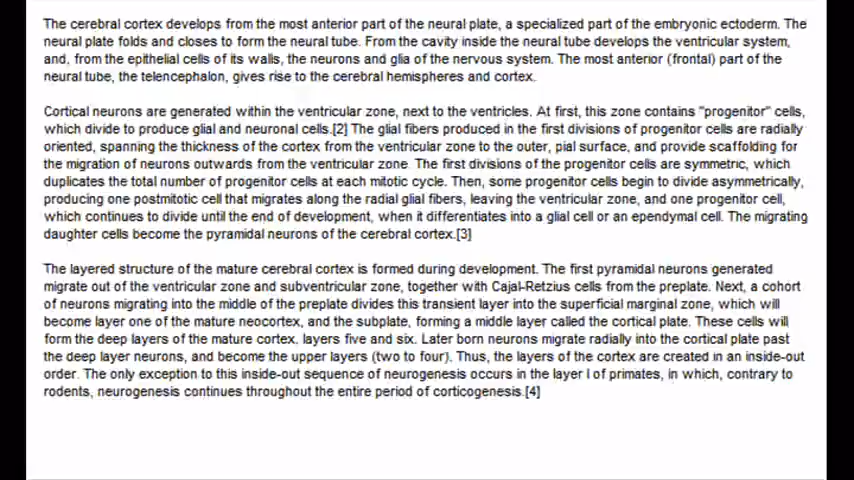 The cerebral cortex develops from the most anterior part of the neural plate, a specialized part of the embryonic ectoderm. The
neural plate folds and closes to form the neural tube. From the cavity inside the neural tube develops the ventricular system,
and, from the epithelial cells of its walls, the neurons and glia of the nervous system. The most anterior (frontal) part of the
neural tube, the telencephalon, gives rise to the cerebral hemispheres and cortex.
Cortical neurons are generated within the ventricular zone, next to the ventricles. At first, this zone contains "progenitor" cells,
which divide to produce glial and neuronal cells.[2] The glial fibers produced in the first divisions of progenitor cells are radially
oriented, spanning the thickness of the cortex from the ventricular zone to the outer, pial surface, and provide scaffolding for
the migration of neurons outwards from the ventricular zone. The first divisions of the progenitor cells are symmetric, which
duplicates the total number of progenitor cells at each mitotic cycle. Then, some progenitor cells begin to divide asymmetrically,
producing one postmitotic cell that migrates along the radial glial fibers, leaving the ventricular zone, and one progenitor cell,
which continues to divide until the end of development, when it differentiates into a glial cell or an ependymal cell. The migrating
daughter cells become the pyramidal neurons of the cerebral cortex.[3]
The layered structure of the mature cerebral cortex is formed during development. The first pyramidal neurons generated
migrate out of the ventricular zone and subventricular zone, together with Cajal-Retzius cells from the preplate. Next, a cohort
of neurons migrating into the middle of the preplate divides this transient layer into the superficial marginal zone, which will
become layer one of the mature neocortex, and the subplate, forming a middle layer called the cortical plate. These cells will
form the deep layers of the mature cortex, layers five and six. Later born neurons migrate radially into the cortical plate past
the deep layer neurons, and become the upper layers (two to four). Thus, the layers of the cortex are created in an inside-out
order. The only exception to this inside-out sequence of neurogenesis occurs in the layer I of primates, in which, contrary to
rodents, neurogenesis continues throughout the entire period of corticogenesis.[4]